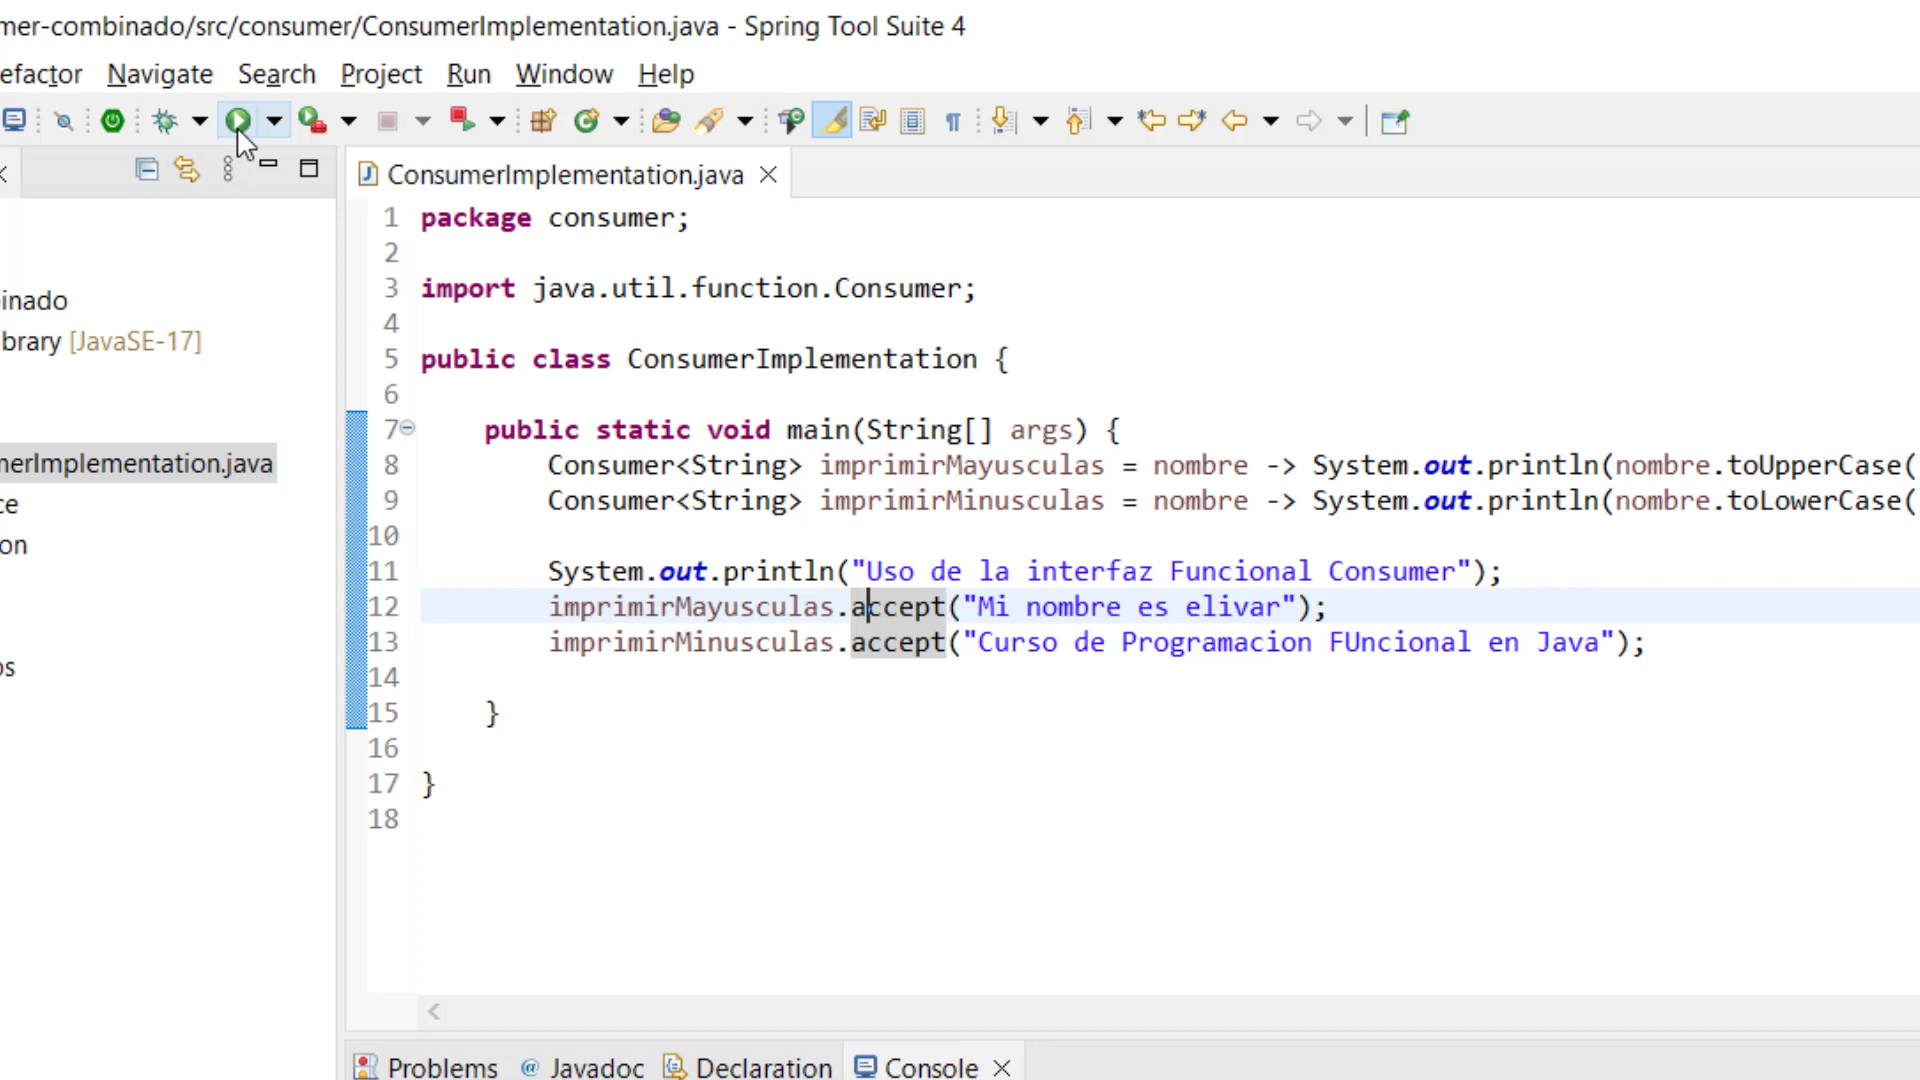 mer-combinado/src/consumer/ConsumerImplementation.java - Spring Tool Suite 4
efactor Navigate Search Project Run Window Help
ConsumerImplementation.java
inado
brary [JavaSE-17]
nerImplementation.java
ce
on
os
1 package consumer;
2
3 import java.util.function.Consumer;
4
5 public class ConsumerImplementation {
6
7 public static void main(String[] args) {
8 Consumer<String> imprimirMayusculas = nombre -> System.out.println(nombre.toUpperCase(
9 Consumer<String> imprimirMinusculas = nombre -> System.out.println(nombre.toLowerCase(
10
11 System.out.println("Uso de la interfaz Funcional Consumer");
12 imprimirMayusculas.accept("Mi nombre es elivar");
13 imprimirMinusculas.accept("Curso de Programacion FUncional en Java");
14
15 }
16
17 }
18
Problems @ Javadoc Declaration Console